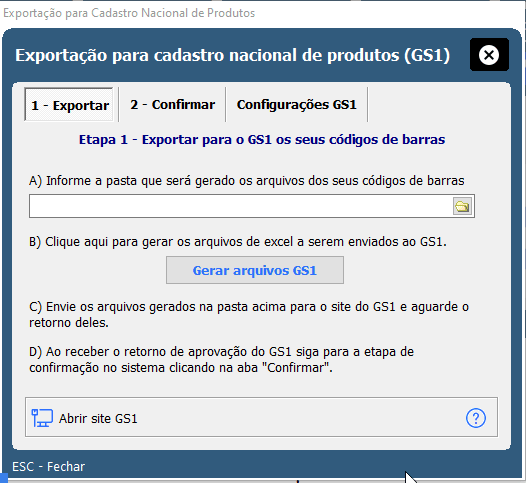 Exportação para Cadastro Nacional de Produtos
Exportação para cadastro nacional de produtos (GS1)
1 - Exportar
2 - Confirmar
Configurações GS1
Etapa 1 - Exportar para o GS1 os seus códigos de barras
A) Informe a pasta que será gerado os arquivos dos seus códigos de barras
B) Clique aqui para gerar os arquivos de excel a serem enviados ao GS1.
Gerar arquivos GS1
C) Envie os arquivos gerados na pasta acima para o site do GS1 e aguarde o
retorno deles.
D) Ao receber o retorno de aprovação do GS1 siga para a etapa de
confirmação no sistema clicando na aba "Confirmar".
Abrir site GS1
?
ESC - Fechar